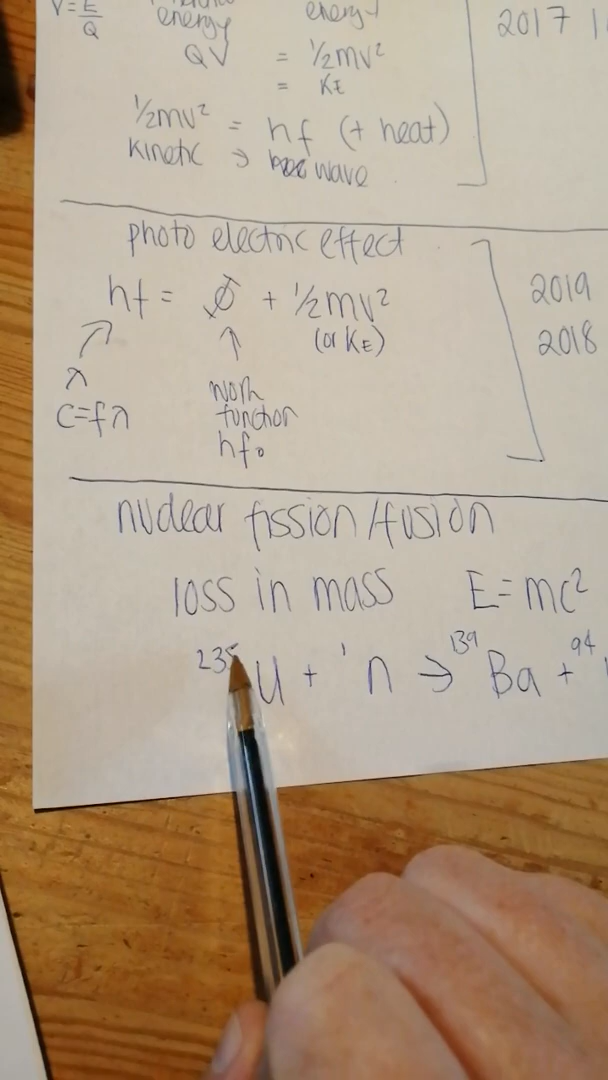 V = E/Q
energy energy
2017
QV = ½mv²
= KE
½mv² = hf (+ heat)
kinetic → wave
photo electric effect
hf = Ø + ½mv²
2019
(or KE)
2018
λ
work
C=fλ
function
hf₀
nuclear fission/fusion
loss in mass E=mc²
²³⁵U + ¹n → ¹³⁹Ba + ⁹⁴